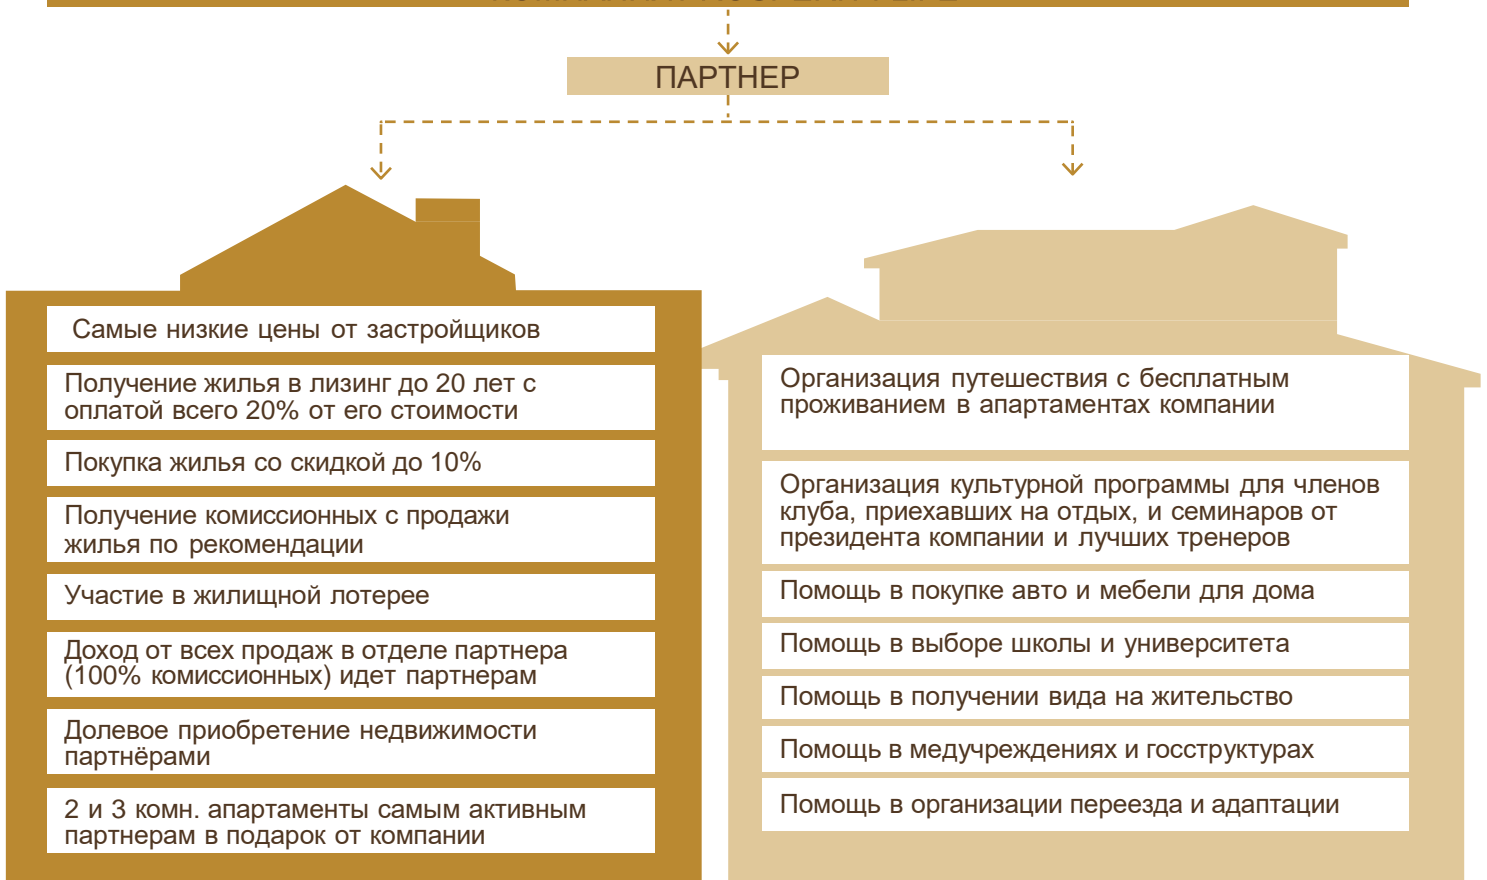 ПАРТНЕР
Самые низкие цены от застройщиков
Получение жилья в лизинг до 20 лет с
оплатой всего 20% от его стоимости
Покупка жилья со скидкой до 10%
Получение комиссионных с продажи
жилья по рекомендации
Участие в жилищной лотерее
Доход от всех продаж в отделе партнера
(100% комиссионных) идет партнерам
Долевое приобретение недвижимости
партнёрами
2 и 3 комн. апартаменты самым активным
партнерам в подарок от компании
Организация путешествия с бесплатным
проживанием в апартаментах компании
Организация культурной программы для членов
клуба, приехавших на отдых, и семинаров от
президента компании и лучших тренеров
Помощь в покупке авто и мебели для дома
Помощь в выборе школы и университета
Помощь в получении вида на жительство
Помощь в медучреждениях и госструктурах
Помощь в организации переезда и адаптации